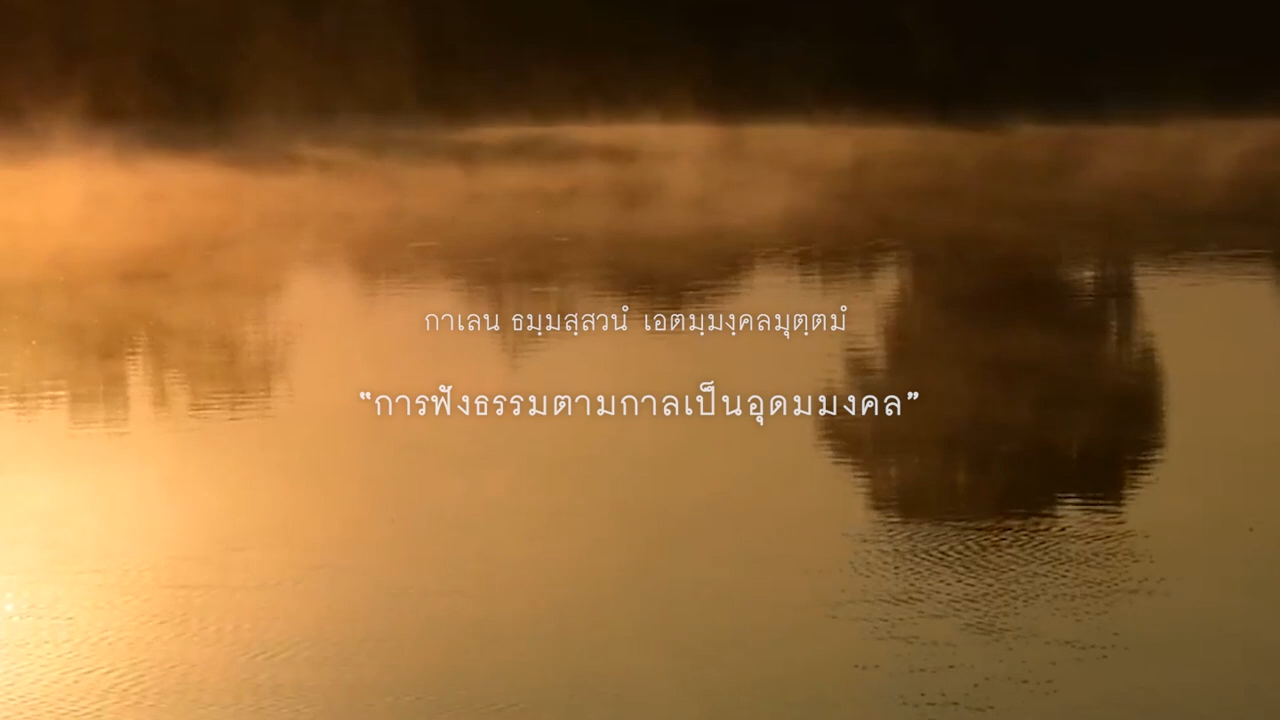 กาเลน ธมฺมสฺสวนํ เอตมฺมงฺคลมุตฺตมํ
“การฟังธรรมตามกาลเป็นอุดมมงคล”